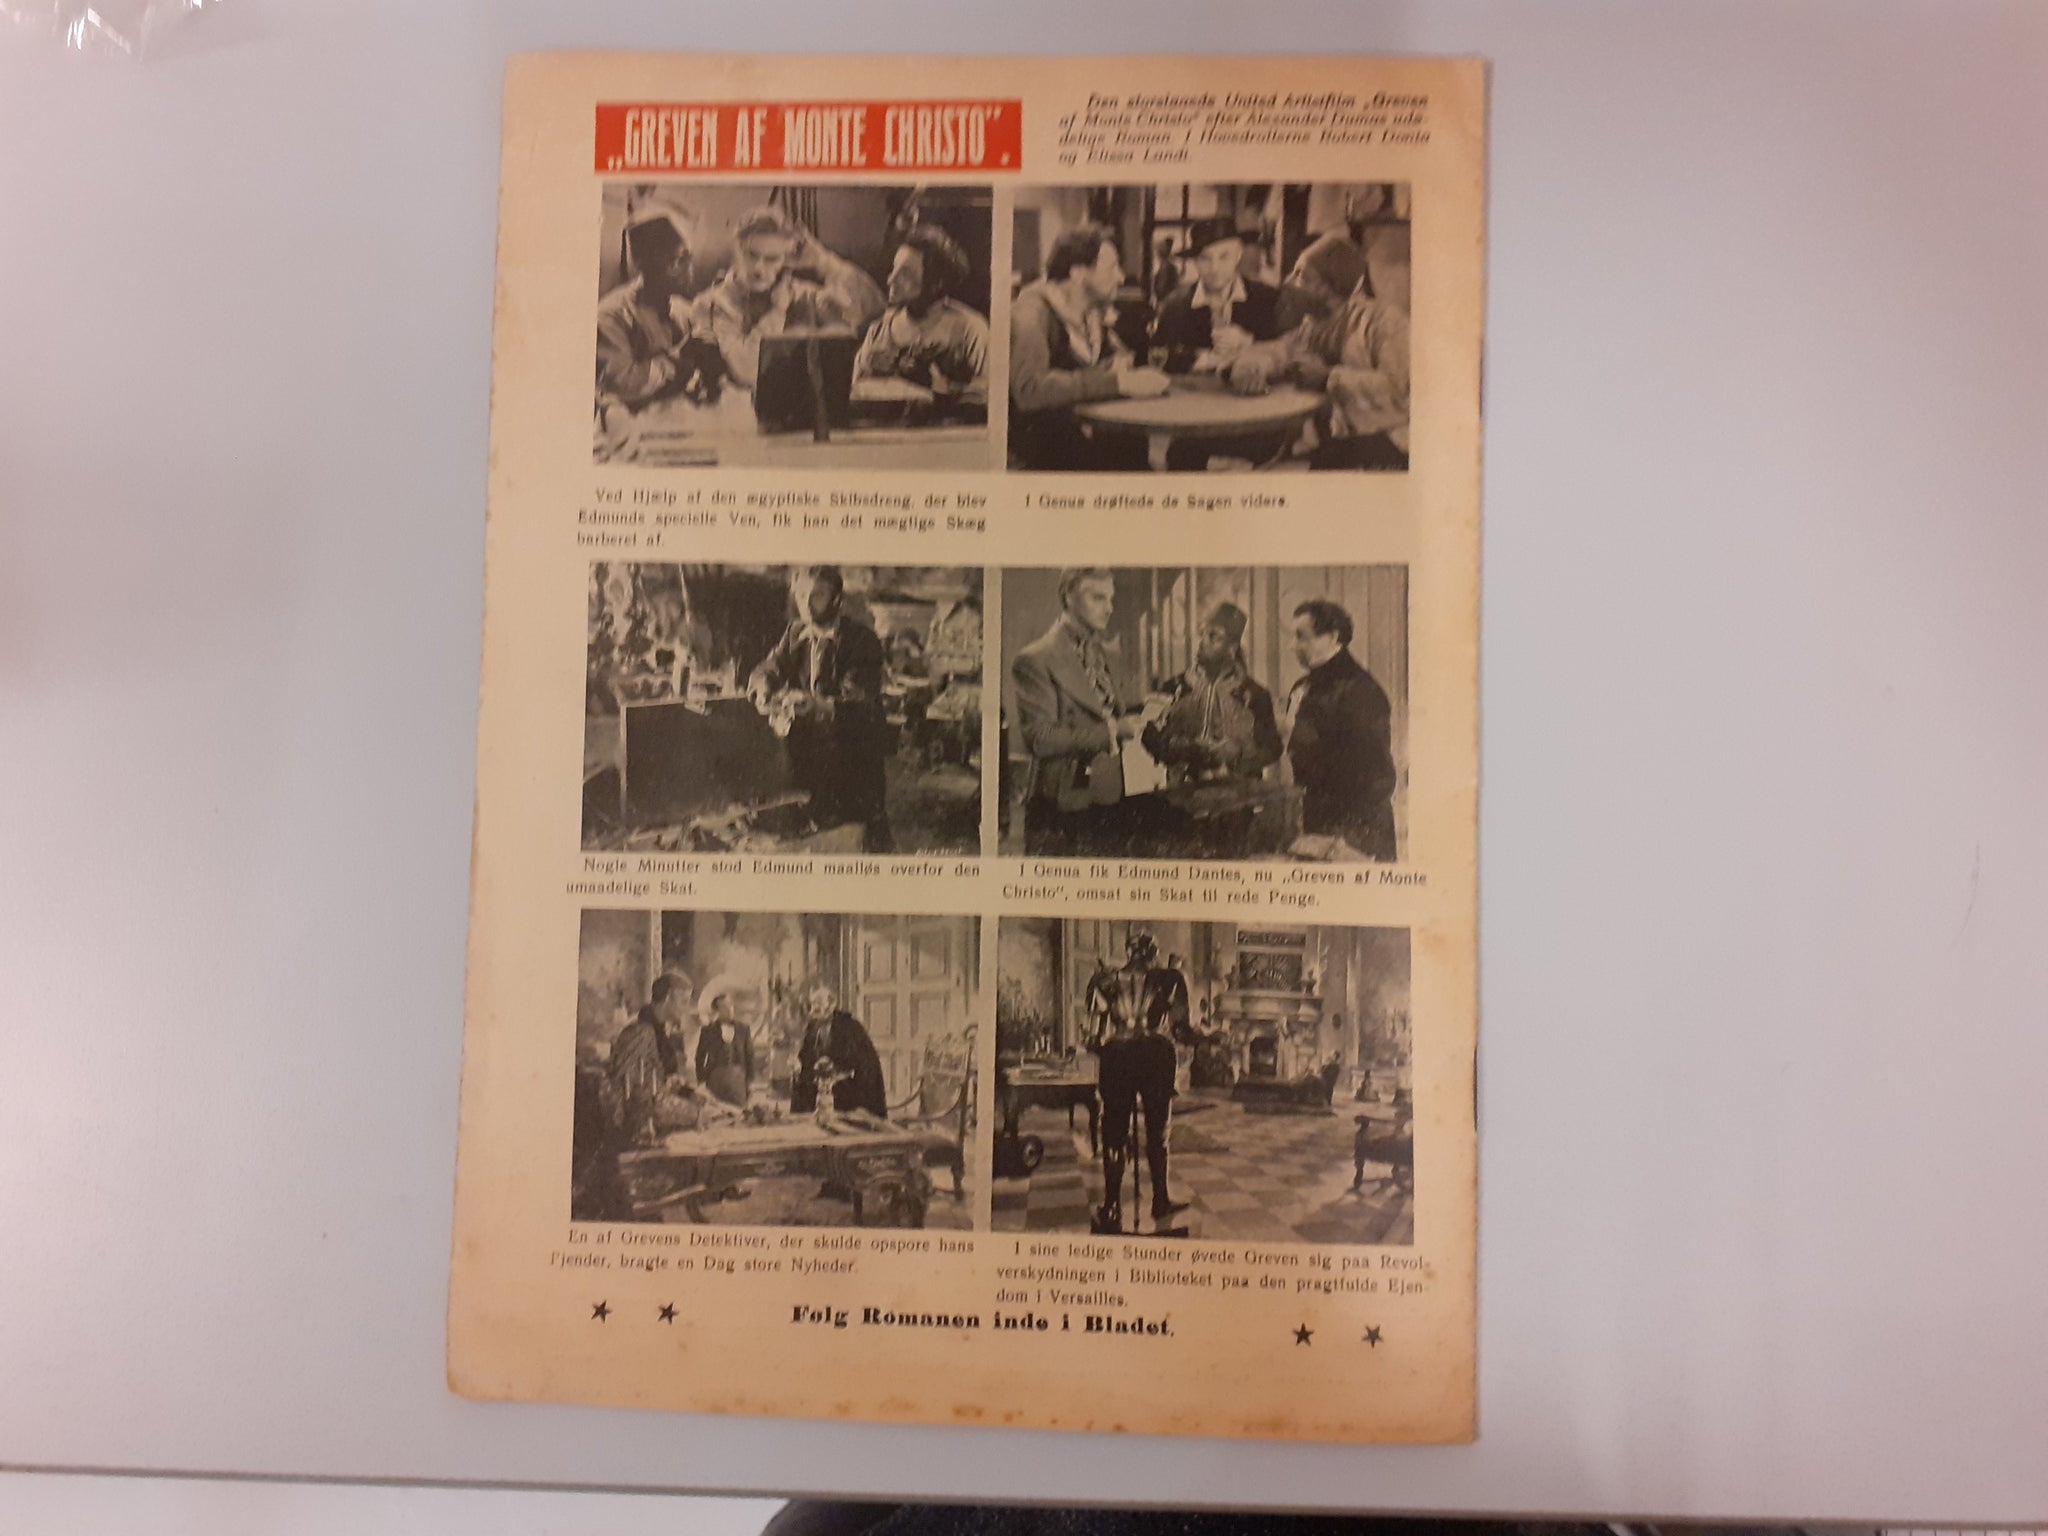 „GREVEN AF MONTE CHRISTO".
Den storslagede United Artistfilm „Greven
af Monte Christo" efter Alexander Dumas udø-
delige Roman. I Hovedrollerne Robert Donta
og Elissa Landi.
Ved Hjælp af den ægyptiske Skibsdreng, der blev
Edmunds specielle Ven, fik han det mægtige Skæg
barberet af.
I Genua drøftede de Sagen videre.
Nogle Minutter stod Edmund maalløs overfor den
umaadelige Skat.
I Genua fik Edmund Dantes, nu „Greven af Monte
Christo", omsat sin Skat til rede Penge.
En af Grevens Detektiver, der skulde opspore hans
Fjender, bragte en Dag store Nyheder.
I sine ledige Stunder øvede Greven sig paa Revol-
verskydningen i Biblioteket paa den pragtfulde Ejen-
dom i Versailles.
Følg Romanen inde i Bladet.